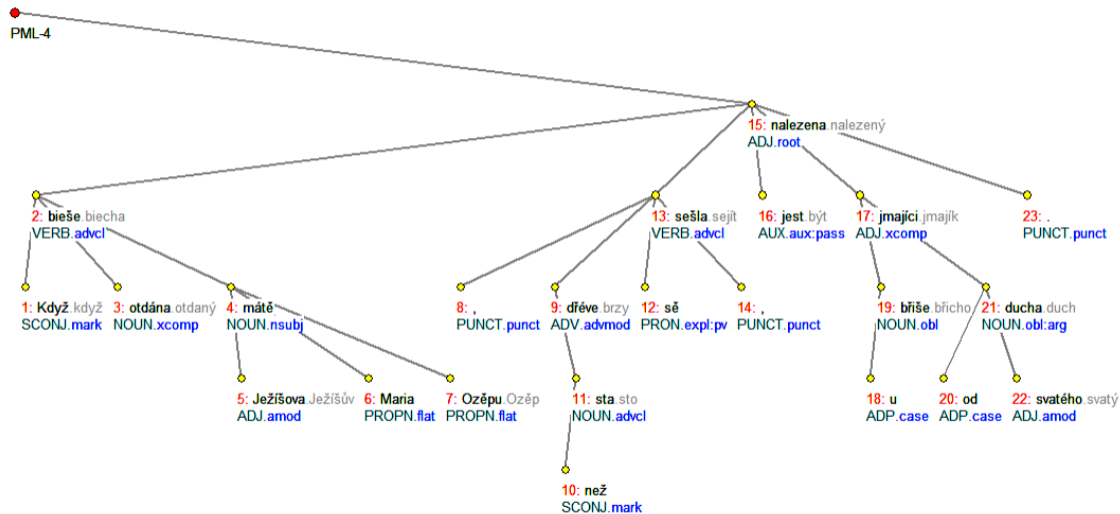 PML-4
15: nalezena.nalezený
ADJ.root
2: bieše.biecha
VERB.advcl
13: sešla.sejít
VERB.advcl
16: jest.být
AUX.aux:pass
17: jmajíci.jmajík
ADJ.xcomp
23: .
PUNCT.punct
1: Když.když
SCONJ.mark
3: otdána.otdaný
NOUN.xcomp
4: mátě
NOUN.nsubj
8: ,
PUNCT.punct
9: dřéve.brzy
ADV.advmod
12: sě
PRON.expl:pv
14: ,
PUNCT.punct
19: břiše.břicho
NOUN.obl
21: ducha.duch
NOUN.obl:arg
5: Ježíšova.Ježíšův
ADJ.amod
6: Maria
PROPN.flat
7: Ozěpu.Ozěp
PROPN.flat
11: sta.sto
NOUN.advcl
18: u
ADP.case
20: od
ADP.case
22: svatého.svatý
ADJ.amod
10: než
SCONJ.mark